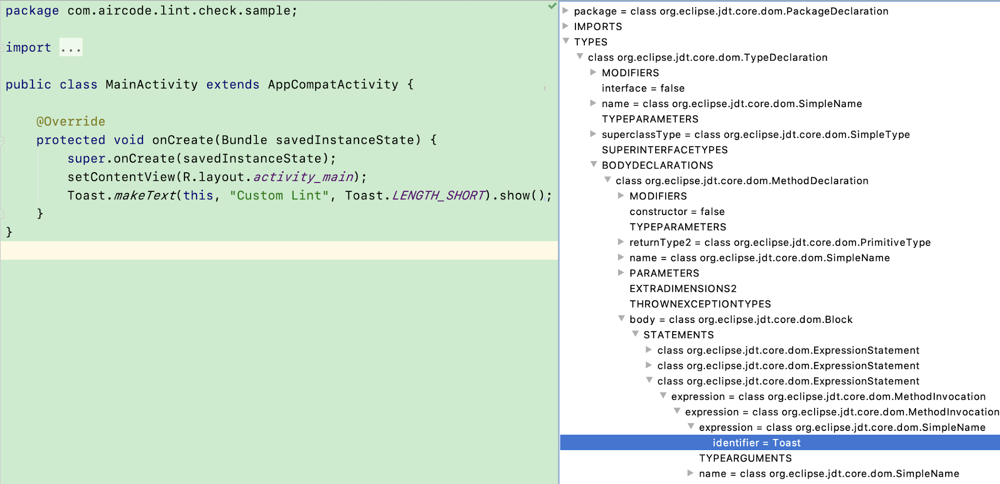 package com.aircode.lint.check.sample;
import ...
public class MainActivity extends AppCompatActivity {
@Override
protected void onCreate(Bundle savedInstanceState) {
super.onCreate(savedInstanceState);
setContentView(R.layout.activity_main);
Toast.makeText(this, "Custom Lint", Toast.LENGTH_SHORT).show();
}
}
package = class org.eclipse.jdt.core.dom.PackageDeclaration
IMPORTS
TYPES
class org.eclipse.jdt.core.dom.TypeDeclaration
MODIFIERS
interface = false
name = class org.eclipse.jdt.core.dom.SimpleName
TYPEPARAMETERS
superclassType = class org.eclipse.jdt.core.dom.SimpleType
SUPERINTERFACETYPES
BODYDECLARATIONS
class org.eclipse.jdt.core.dom.MethodDeclaration
MODIFIERS
constructor = false
TYPEPARAMETERS
returnType2 = class org.eclipse.jdt.core.dom.PrimitiveType
name = class org.eclipse.jdt.core.dom.SimpleName
PARAMETERS
EXTRADIMENSIONS2
THROWNEXCEPTIONTYPES
body = class org.eclipse.jdt.core.dom.Block
STATEMENTS
class org.eclipse.jdt.core.dom.ExpressionStatement
class org.eclipse.jdt.core.dom.ExpressionStatement
class org.eclipse.jdt.core.dom.ExpressionStatement
expression = class org.eclipse.jdt.core.dom.MethodInvocation
expression = class org.eclipse.jdt.core.dom.MethodInvocation
expression = class org.eclipse.jdt.core.dom.SimpleName
identifier = Toast
TYPEARGUMENTS
name = class org.eclipse.jdt.core.dom.SimpleName